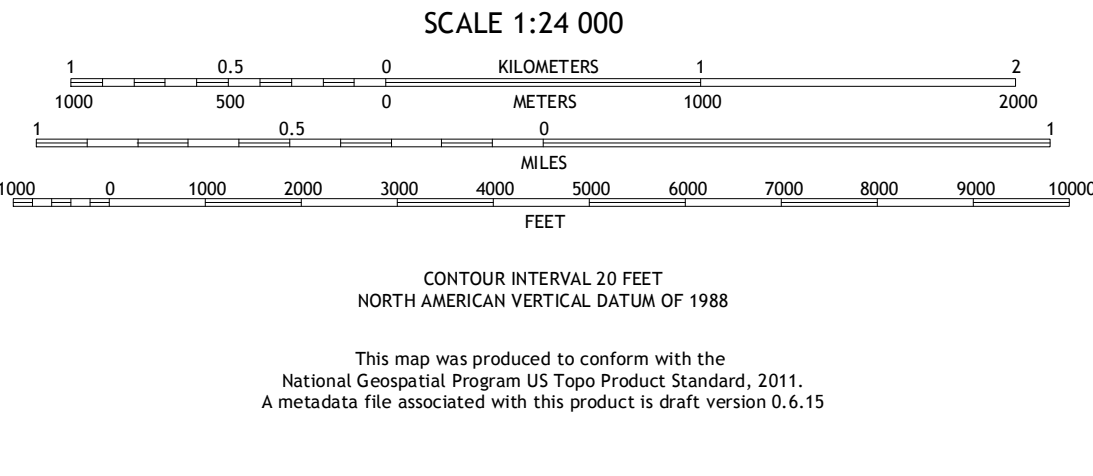 SCALE 1:24 000
1 0.5 0 KILOMETERS 1 2
1000 500 0 METERS 1000 2000
1 0.5 0 1
MILES
1000 0 1000 2000 3000 4000 5000 6000 7000 8000 9000 10000
FEET
CONTOUR INTERVAL 20 FEET
NORTH AMERICAN VERTICAL DATUM OF 1988
This map was produced to conform with the
National Geospatial Program US Topo Product Standard, 2011.
A metadata file associated with this product is draft version 0.6.15